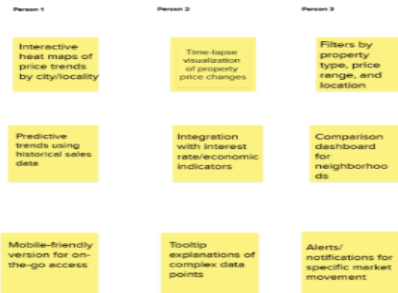 Person 1
Person 2
Person 3
Interactive
heat maps of
price trends
by city/locality
Time-lapse
visualization
of property
price changes
Filters by
property
type, price
range, and
location
Predictive
trends using
historical sales
data
Integration
with interest
rate/economic
indicators
Comparison
dashboard
for
neighborhoo
ds
Mobile-friendly
version for on-
the-go access
Tooltip
explanations of
complex data
points
Alerts/
notifications for
specific market
movement